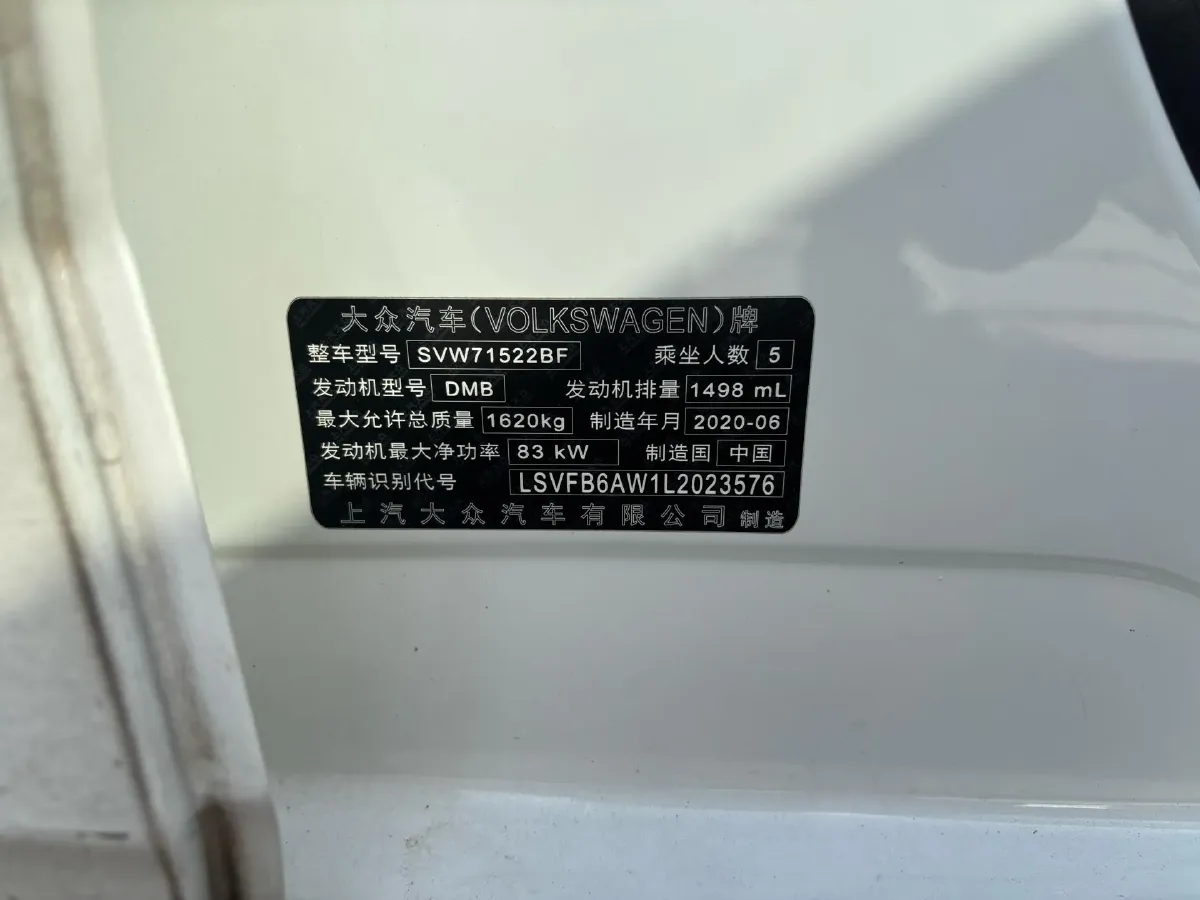 大众汽车(VOLKSWAGEN)牌
整车型号 SVW71522BF 乘坐人数 5
发动机型号 DMB 发动机排量 1498 mL
最大允许总质量 1620kg 制造年月 2020-06
发动机最大净功率 83 kW 制造国 中国
车辆识别代号 LSVFB6AW1L2023576
上汽大众汽车有限公司 制造